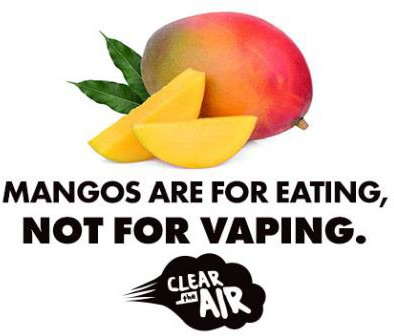 MANGOS ARE FOR EATING,
NOT FOR VAPING.
CLEAR
the
AIR